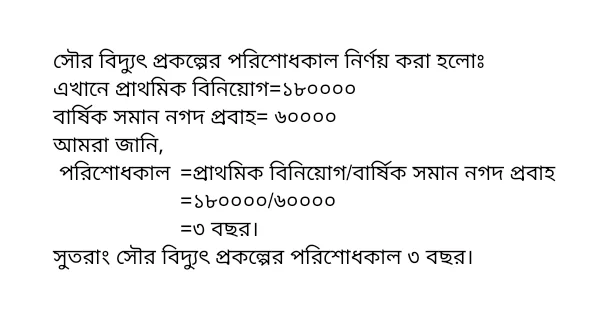 সৌর বিদ্যুৎ প্রকল্পের পরিশোধকাল নির্ণয় করা হলোঃ
এখানে প্রাথমিক বিনিয়োগ=১৮০০০০
বার্ষিক সমান নগদ প্রবাহ= ৬০০০০
আমরা জানি,
পরিশোধকাল =প্রাথমিক বিনিয়োগ/বার্ষিক সমান নগদ প্রবাহ
=১৮০০০০/৬০০০০
=৩ বছর।
সুতরাং সৌর বিদ্যুৎ প্রকল্পের পরিশোধকাল ৩ বছর।